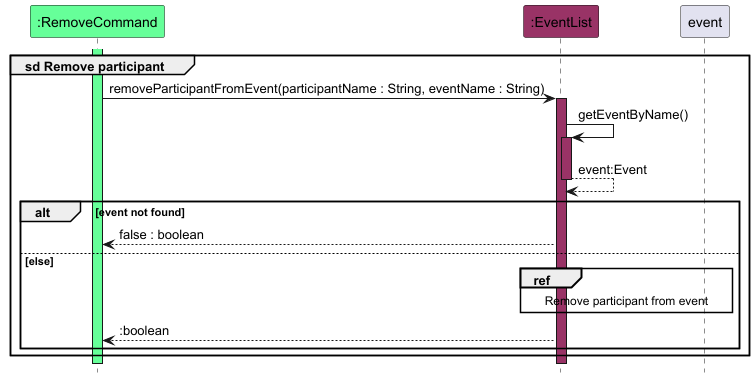 :RemoveCommand
:EventList
event
sd Remove participant
removeParticipantFromEvent(participantName : String, eventName : String)
getEventByName()
event:Event
alt
[event not found]
false : boolean
[else]
ref
Remove participant from event
:boolean